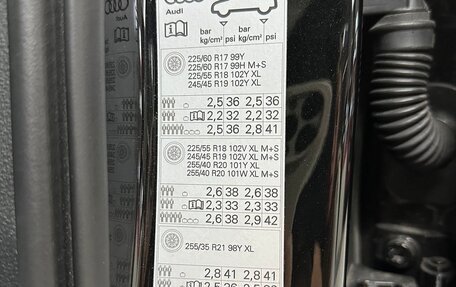 Audi
bar bar
kg/cm² psi kg/cm² psi
225/60 R17 99Y
225/60 R17 99H M+S
225/55 R18 102Y XL
245/45 R19 102Y XL
2,5 36 2,5 36
2,2 32 2,2 32
2,5 36 2,8 41
225/55 R18 102V XL M+S
245/45 R19 102V XL M+S
255/40 R20 101Y XL
255/40 R20 101W XL M+S
2,6 38 2,6 38
2,3 33 2,3 33
2,6 38 2,9 42
255/35 R21 98Y XL
2,8 41 2,8 41
2,5 36